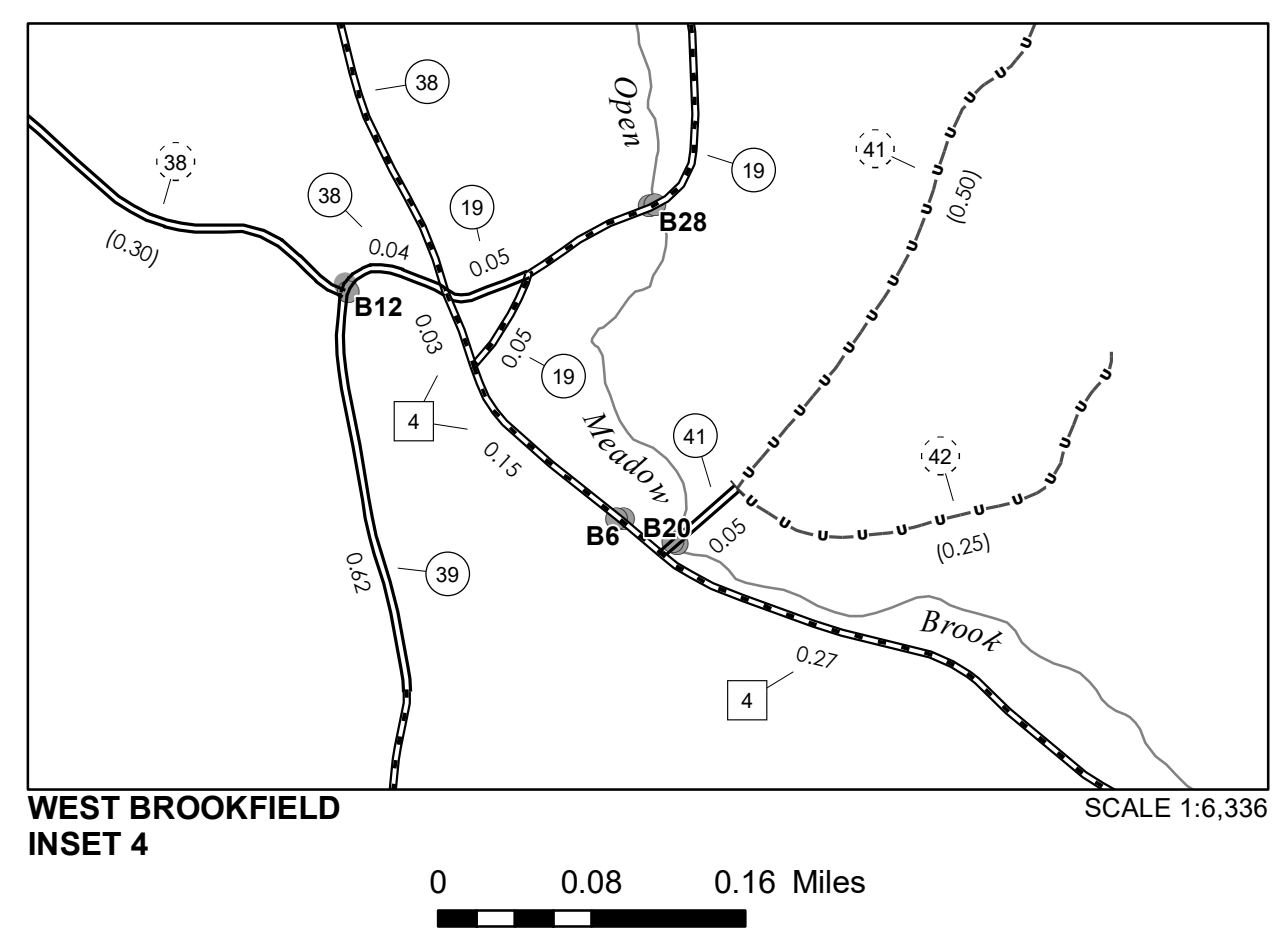 38
Open
41
38
19
(0.50)
38
19
B28
(0.30)
0.04
0.05
B12
0.03
0.05
19
4
Meadow
41
0.15
42
B6
B20
0.05
(0.25)
0.62
39
Brook
0.27
4
U U U U U U U U U U U U U U U U
U U U U U U U U U U U U
WEST BROOKFIELD
SCALE 1:6,336
INSET 4
0 0.08 0.16 Miles